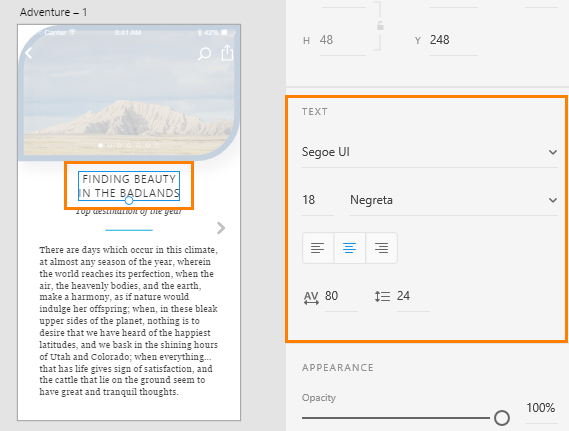 Adventure – 1
Carrier
8:41 AM
42%
FINDING BEAUTY
IN THE BADLANDS
Top destination of the year
There are days which occur in this climate,
at almost any season of the year, wherein
the world reaches its perfection, when the
air, the heavenly bodies, and the earth,
make a harmony, as if nature would
indulge her offspring; when, in these bleak
upper sides of the planet, nothing is to
desire that we have heard of the happiest
latitudes, and we bask in the shining hours
of Utah and Colorado; when everything...
that has life gives sign of satisfaction, and
the cattle that lie on the ground seem to
have great and tranquil thoughts.
H 48 Y 248
TEXT
Segoe UI
18 Negreta
AV 80 24
APPEARANCE
Opacity
100%